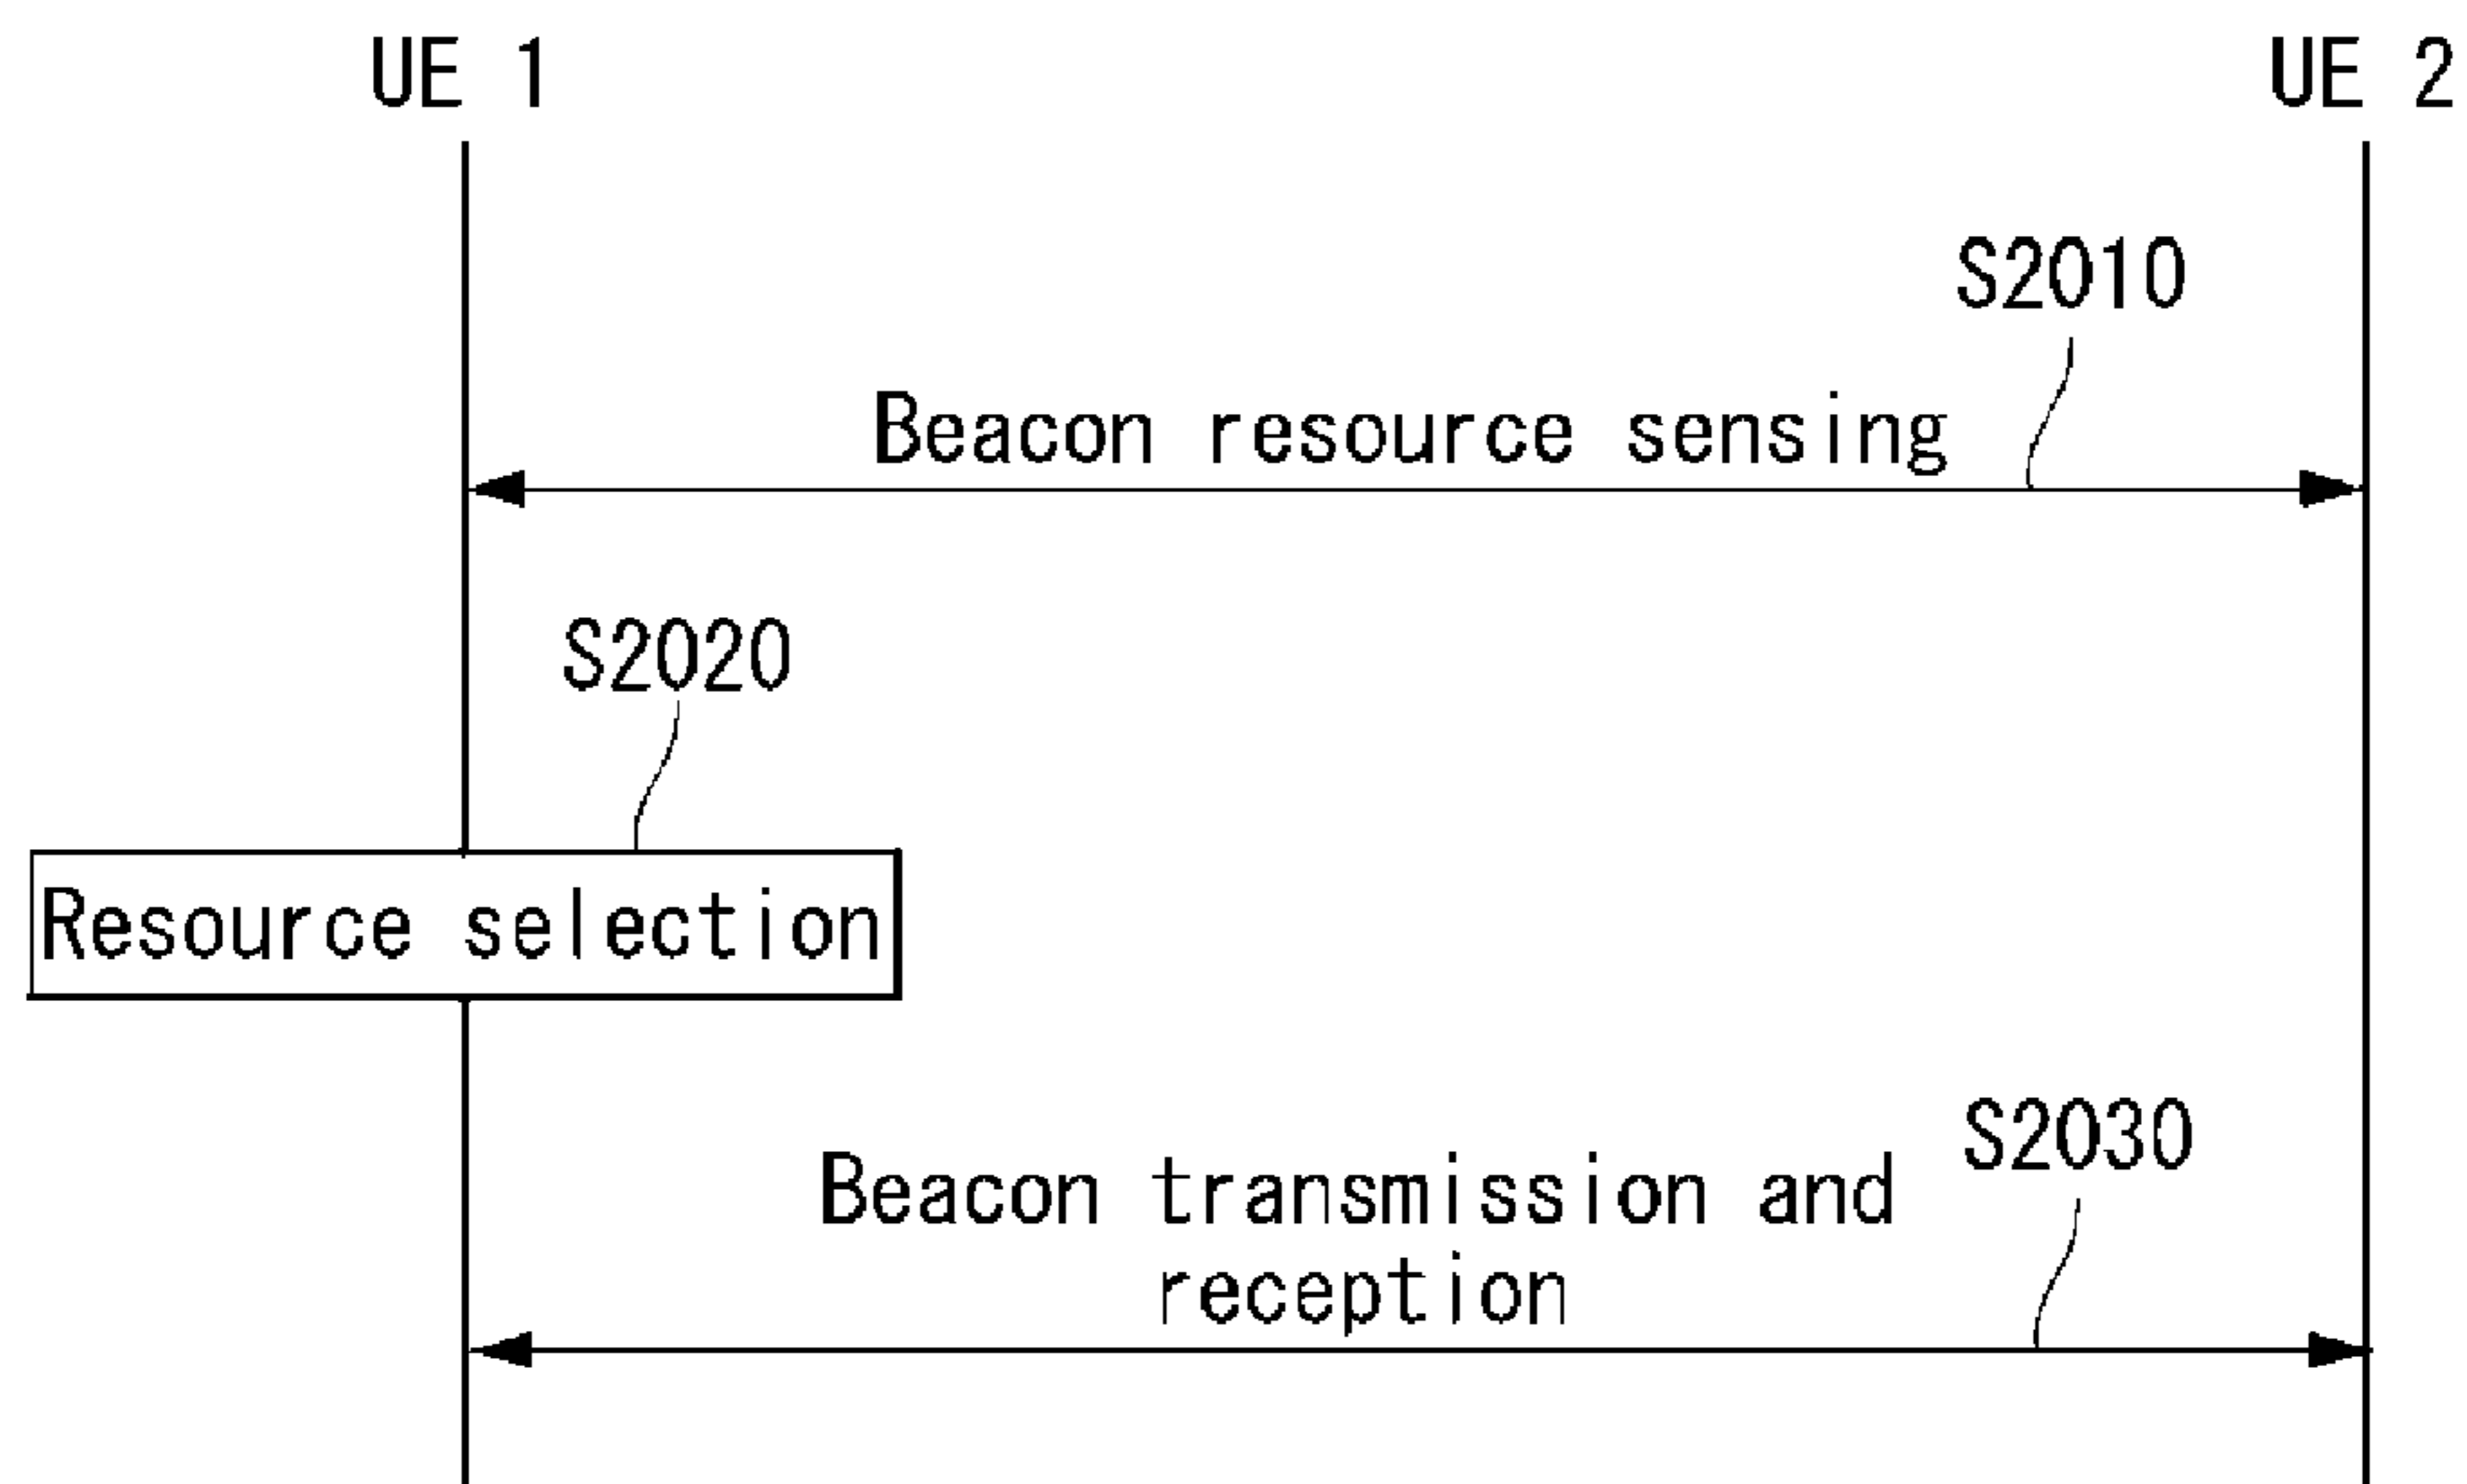 UE 1
UE 2
S2010
Beacon resource sensing
S2020
Resource selection
S2030
Beacon transmission and
reception